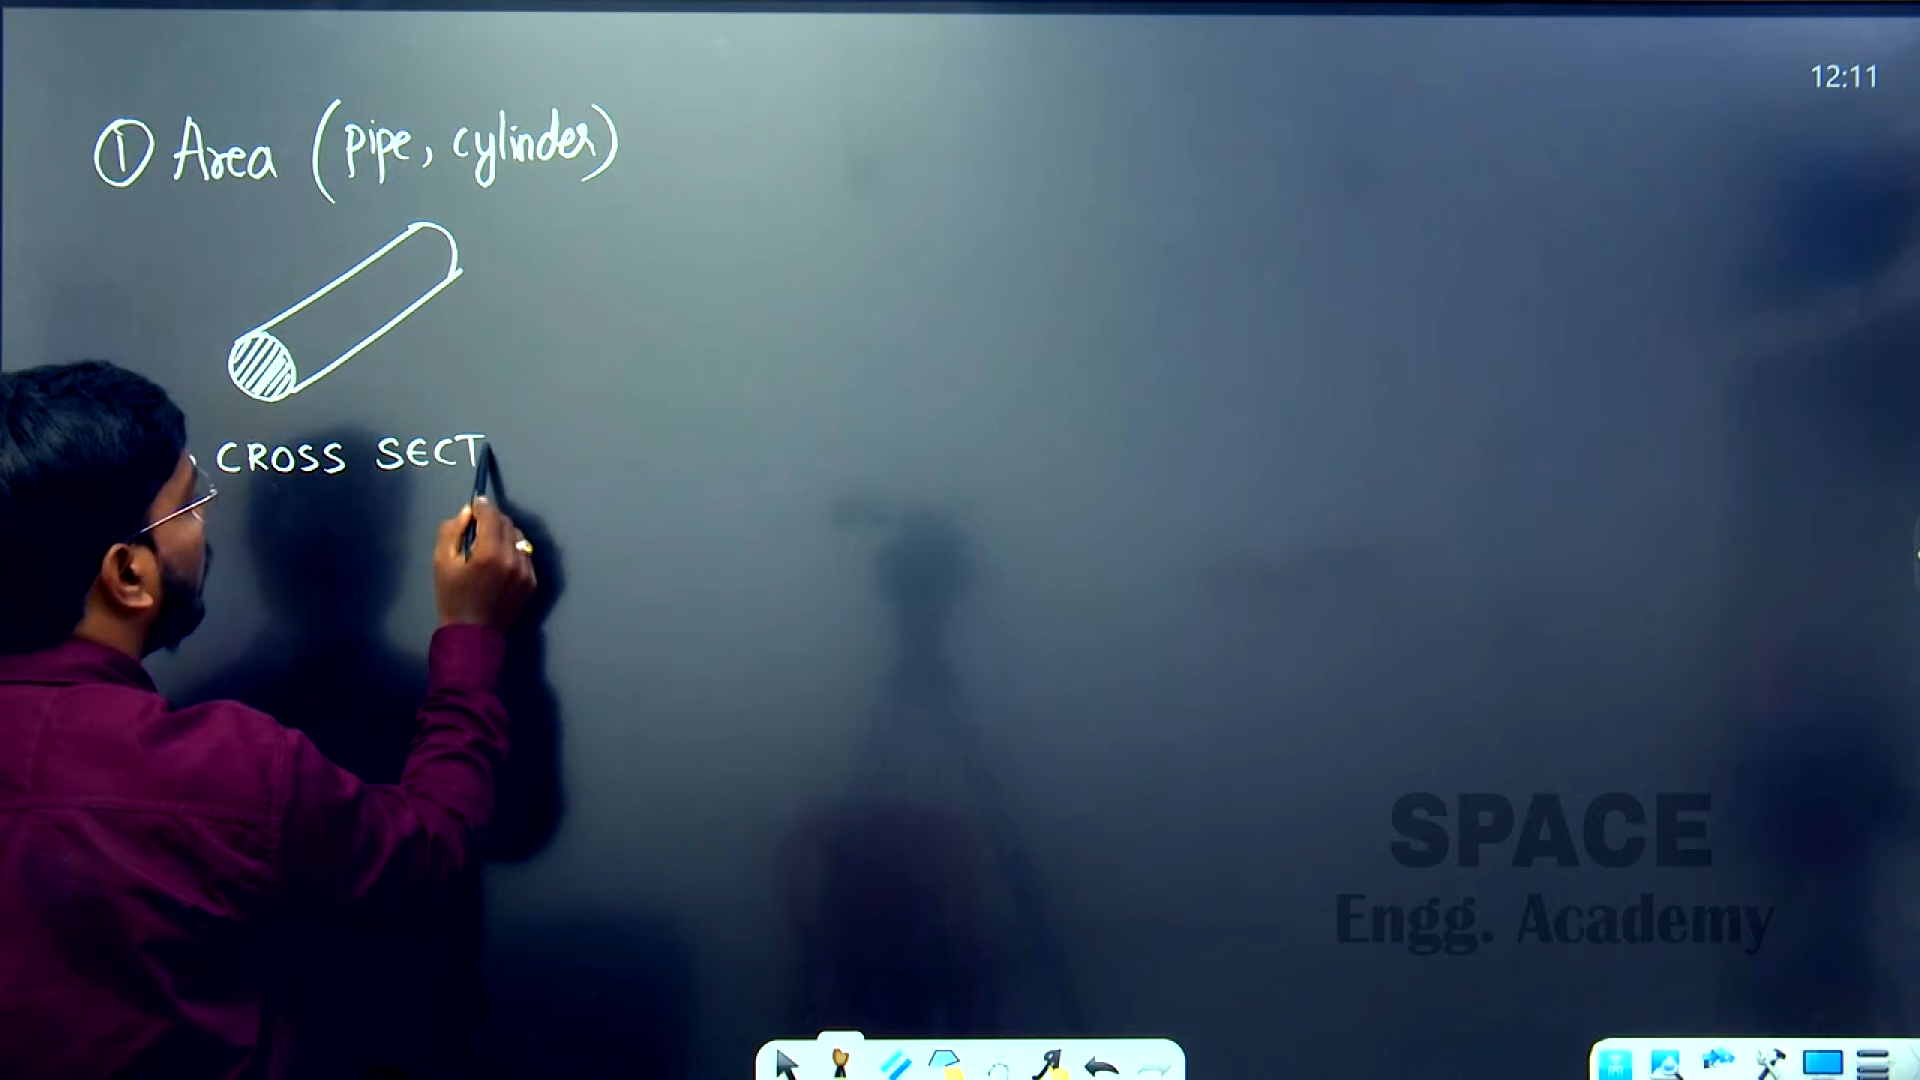 12:11
① Area (pipe, cylinder)
CROSS SECT
SPACE
Engg. Academy